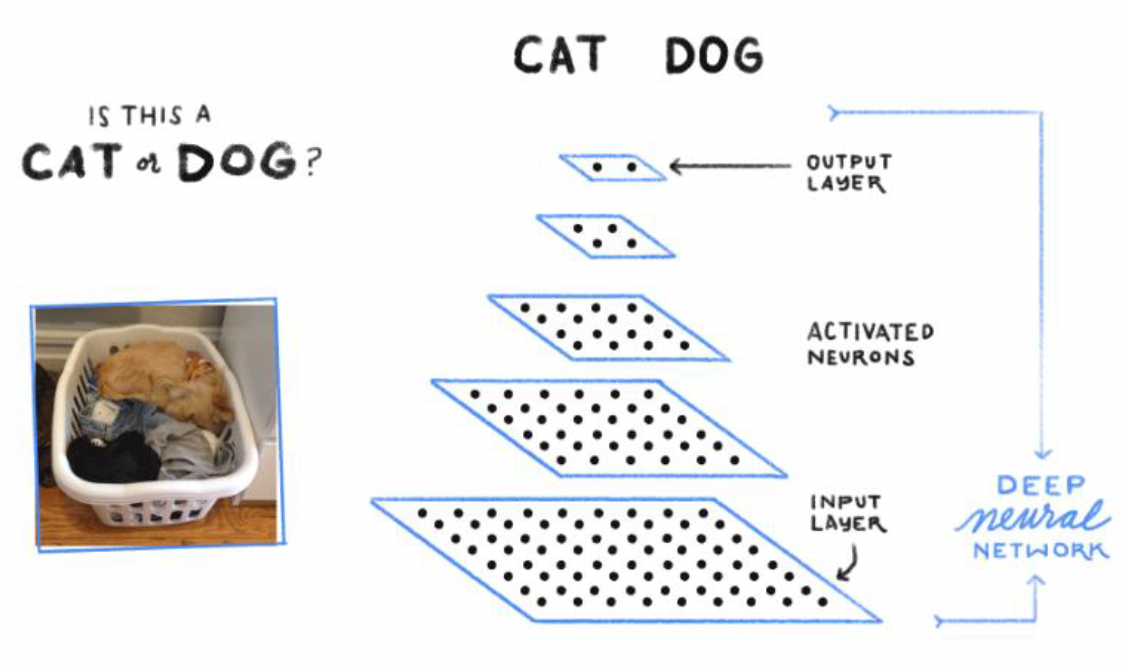 CAT DOG
IS THIS A
CAT or DOG?
OUTPUT
LAYER
ACTIVATED
NEURONS
INPUT
LAYER
DEEP
neural
NETWORK